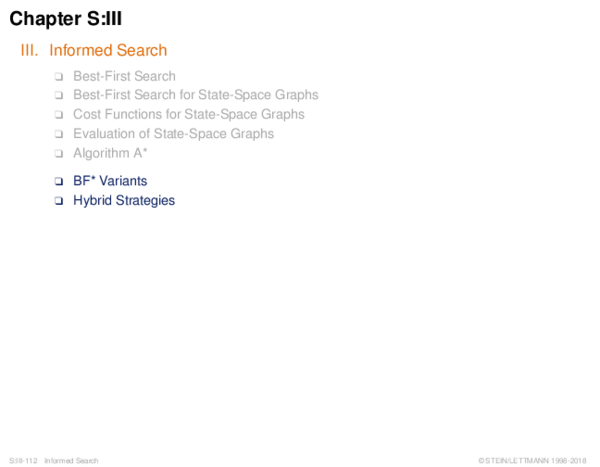 Chapter S:III
III. Informed Search
❑ Best-First Search
❑ Best-First Search for State-Space Graphs
❑ Cost Functions for State-Space Graphs
❑ Evaluation of State-Space Graphs
❑ Algorithm A*
❑ BF* Variants
❑ Hybrid Strategies
S:III-112 Informed Search
©STEIN/LETTMANN 1998-2018